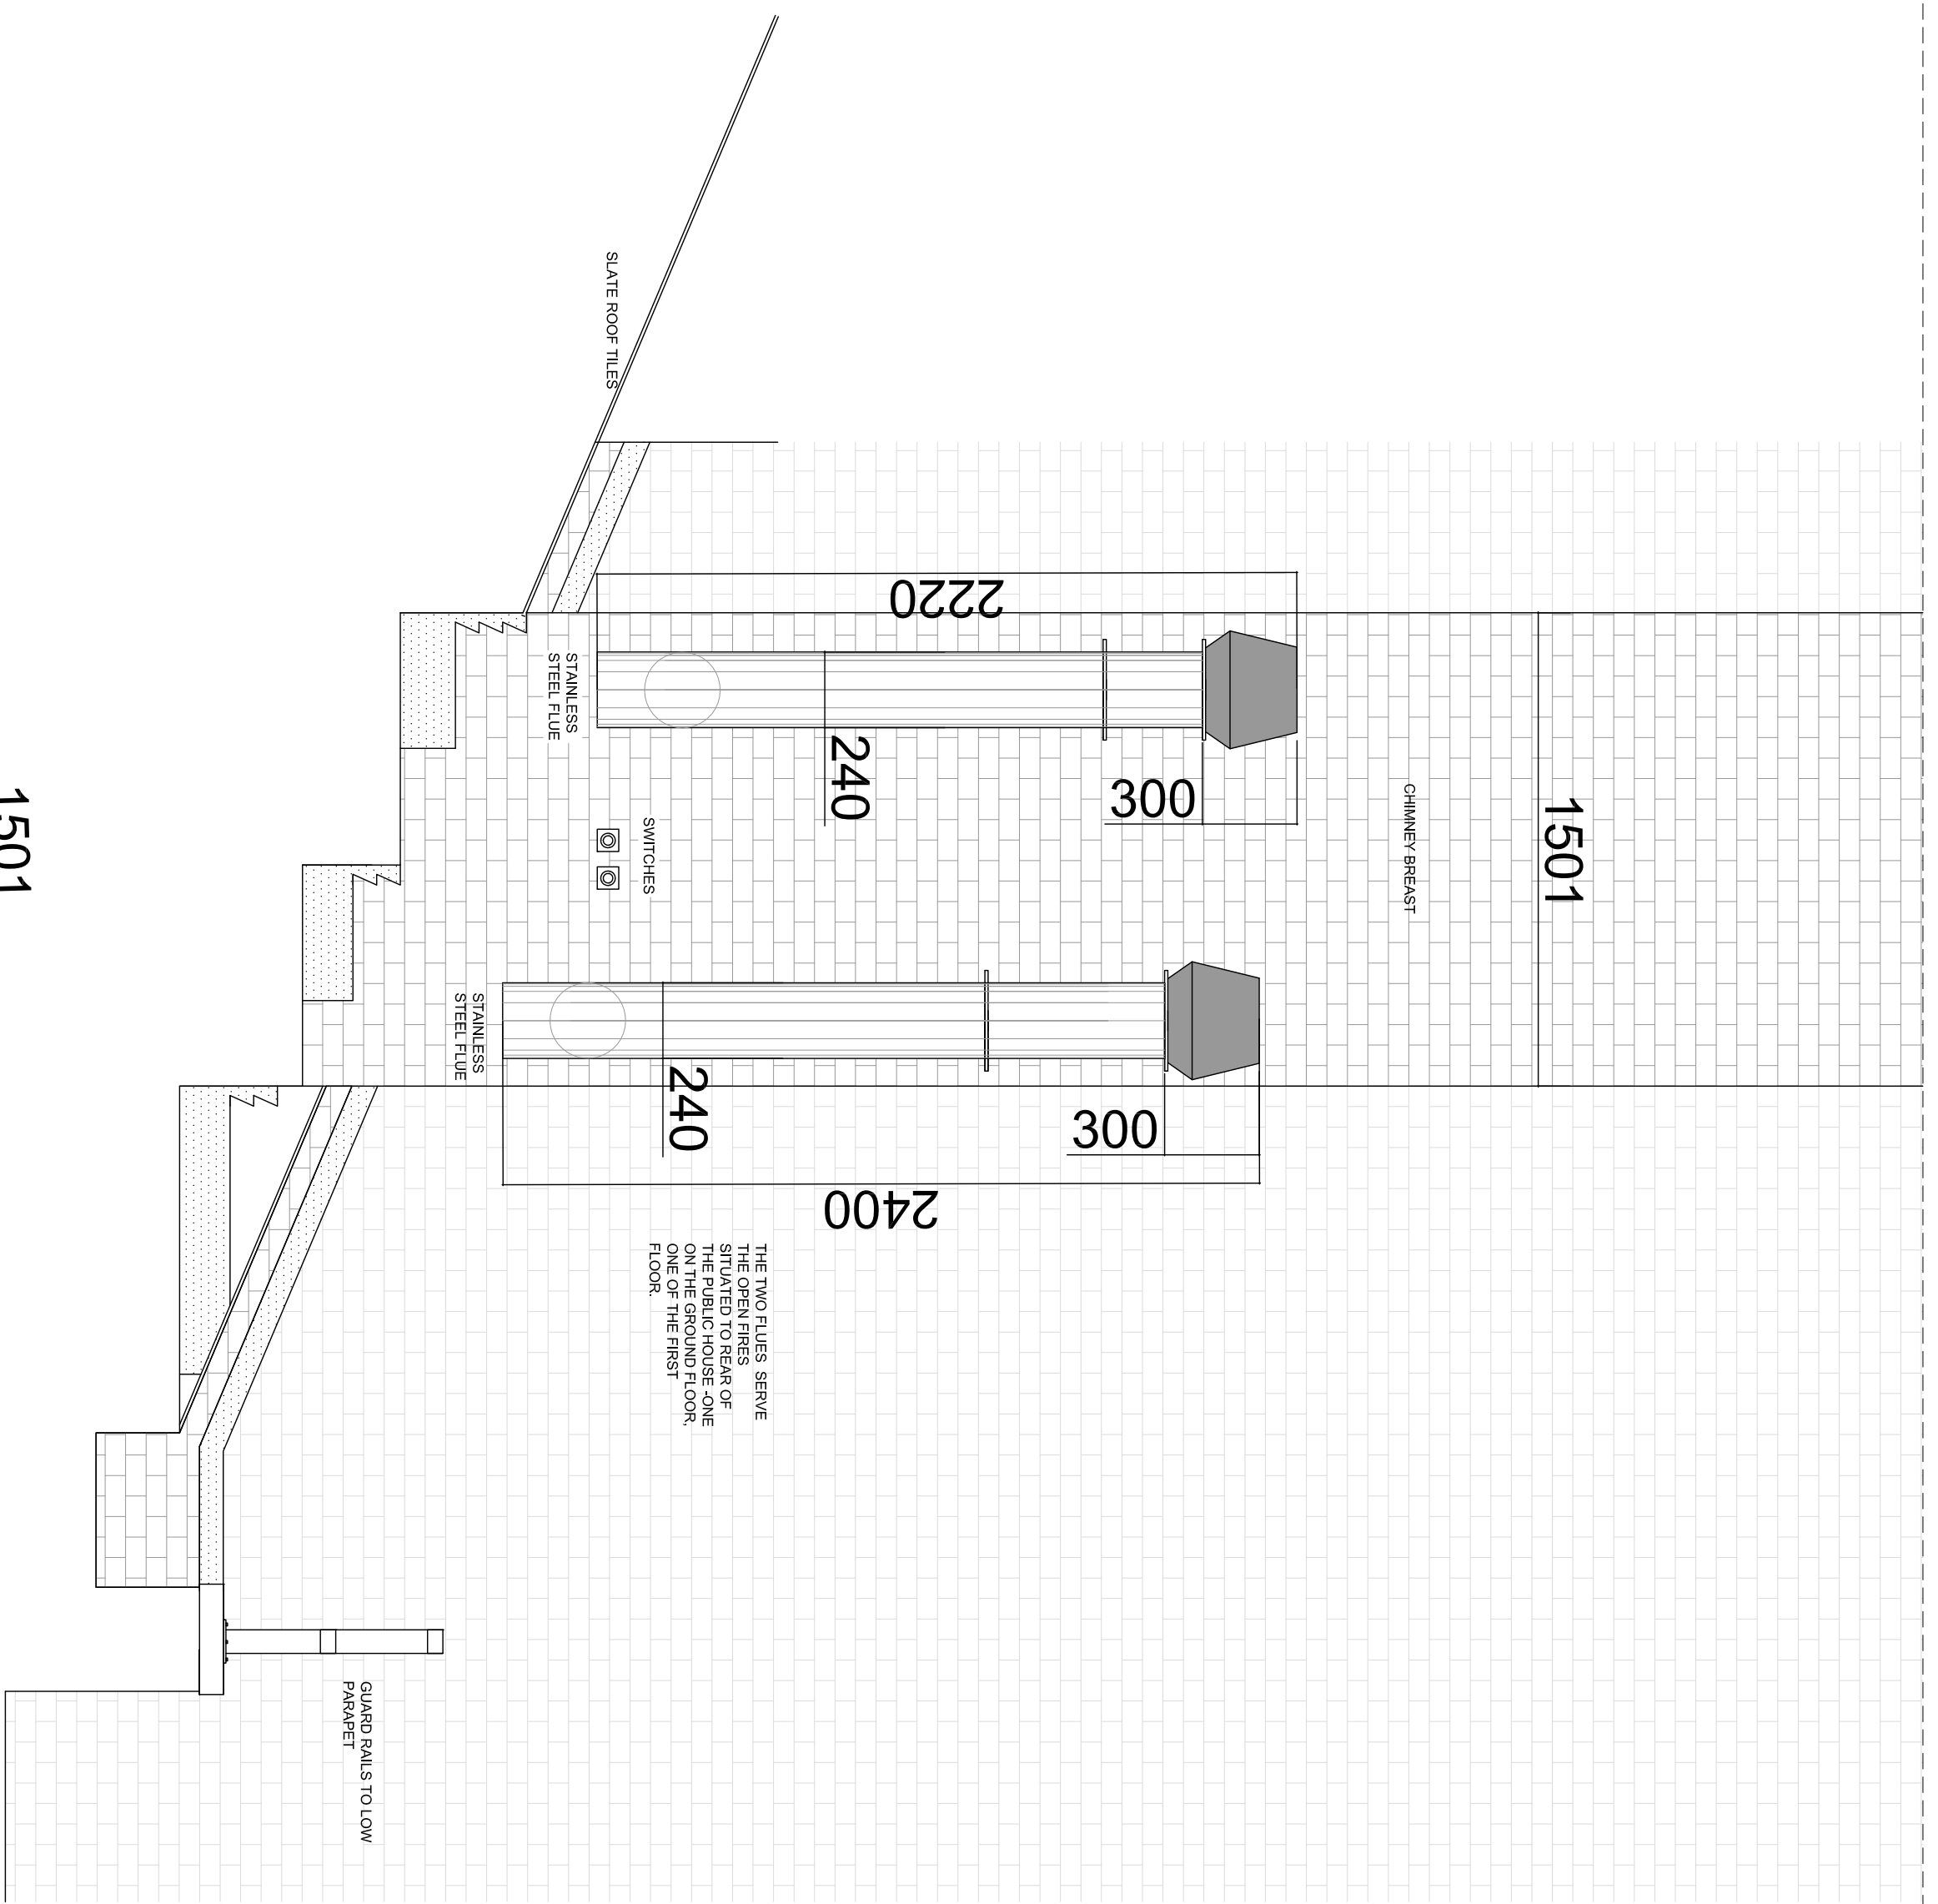 SLATE ROOF TILES
2220
STAINLESS
STEEL FLUE
240
300
SWITCHES
CHIMNEY BREAST
1501
1501
STAINLESS
STEEL FLUE
240
300
2400
THE TWO FLUES SERVE
THE OPEN FIRES
SITUATED TO REAR OF
THE PUBLIC HOUSE -ONE
ON THE GROUND FLOOR,
ONE OF THE FIRST
FLOOR.
GUARD RAILS TO LOW
PARAPET